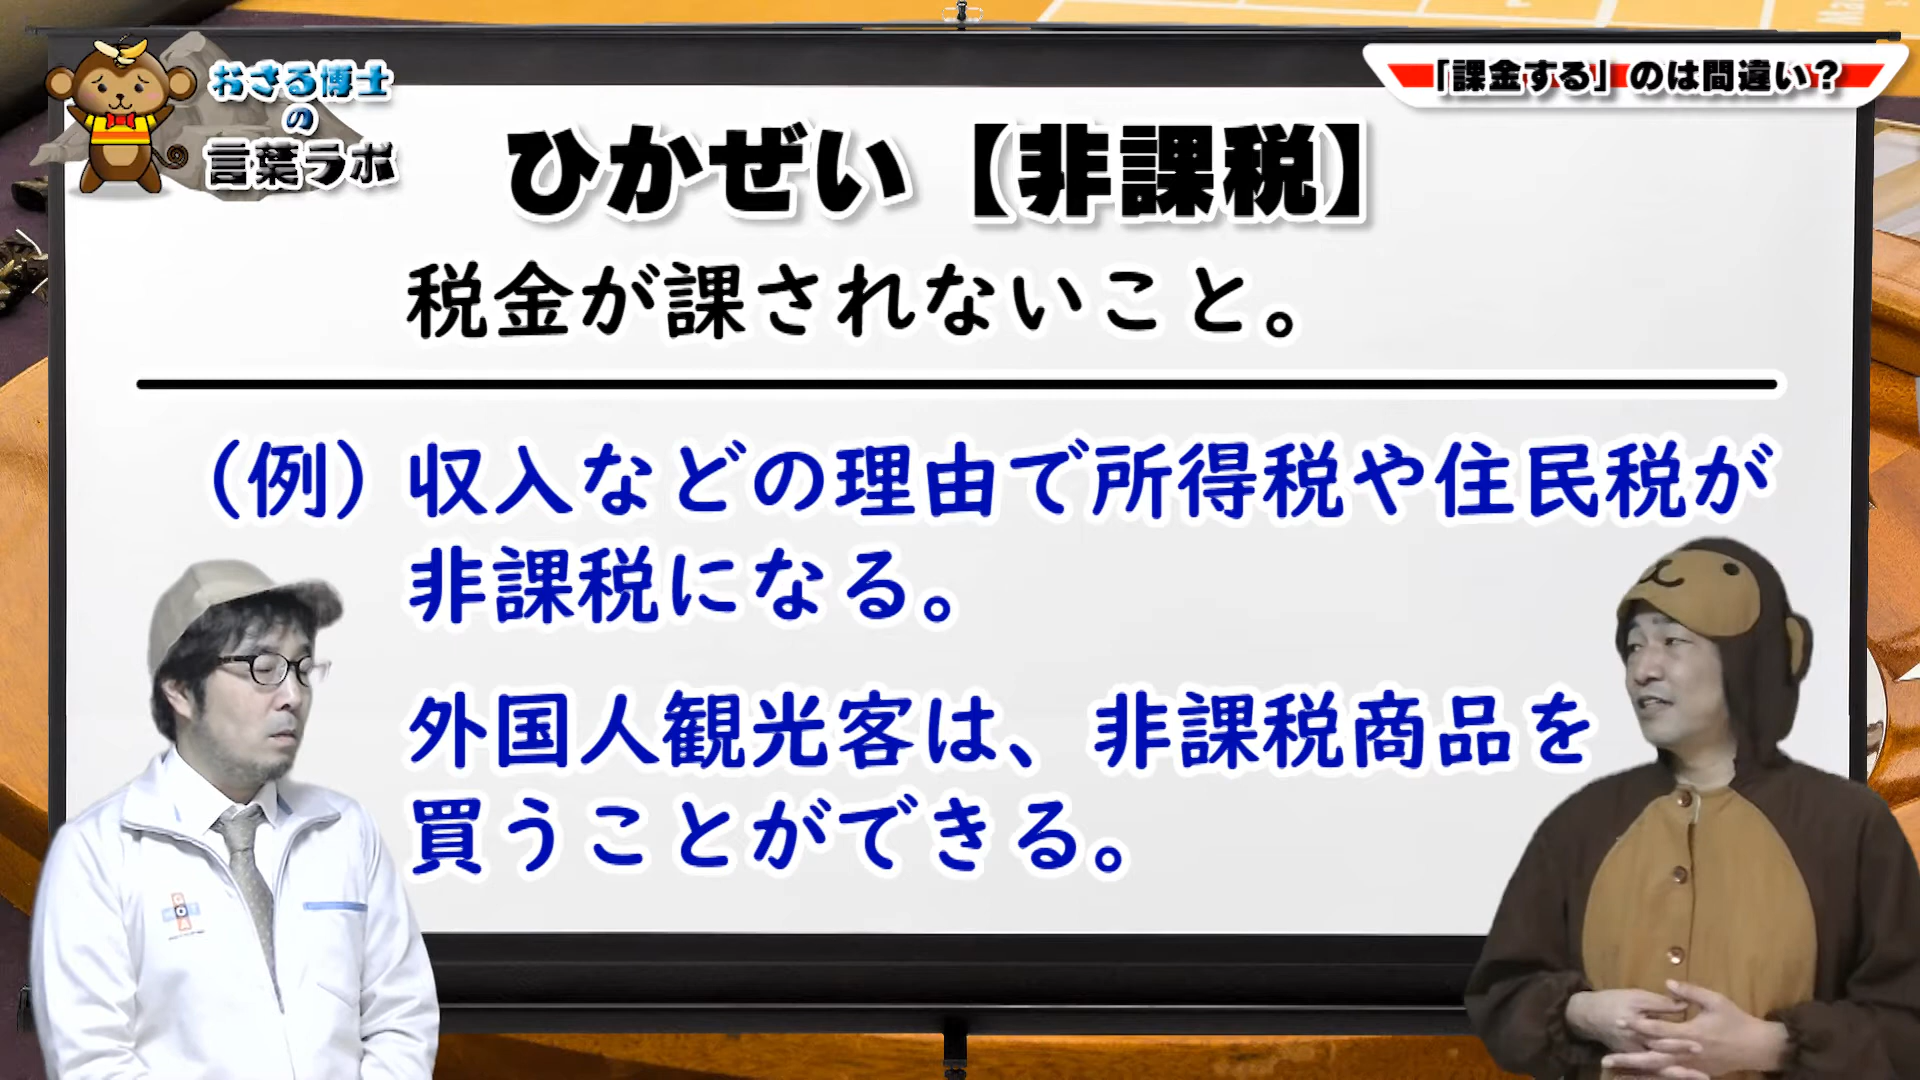 おさる博士
の
言葉ラボ
「課金する」のは間違い？
ひかぜい【非課税】
税金が課されないこと。
（例）収入などの理由で所得税や住民税が
非課税になる。
外国人観光客は、非課税商品を
買うことができる。